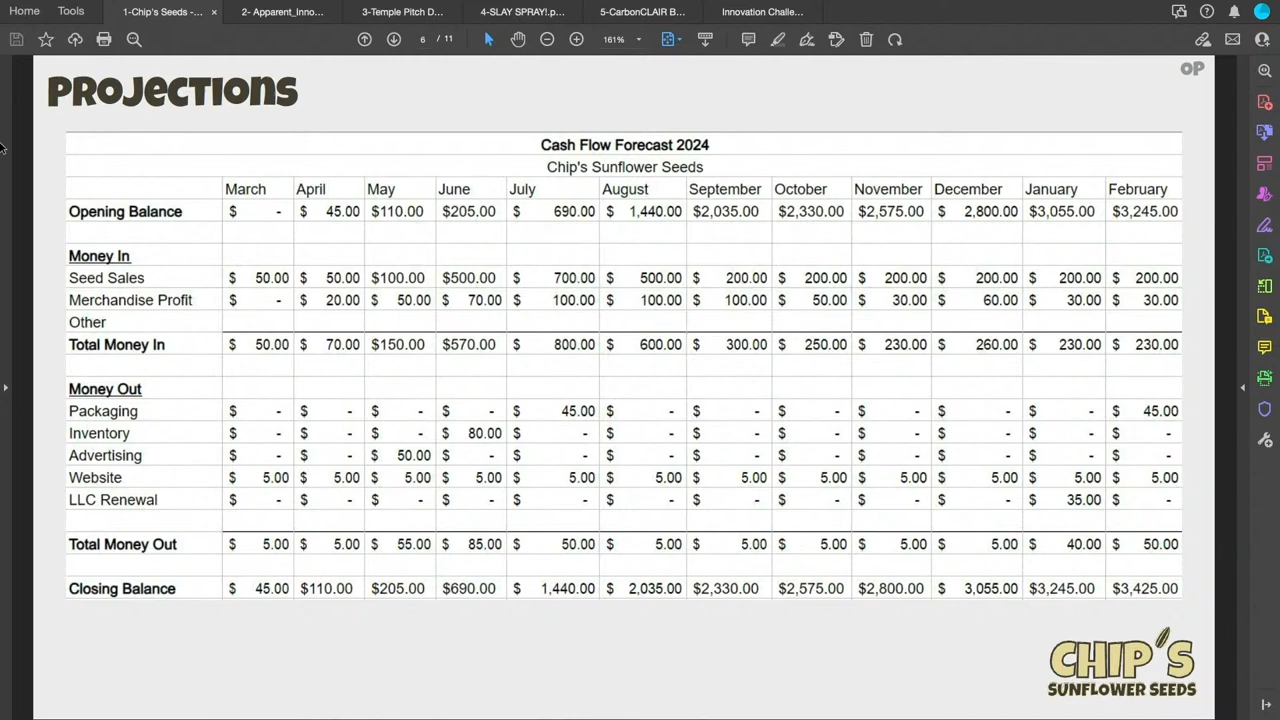 Home Tools 1-Chip's Seeds -... × 2- Apparent_Inno... 3-Temple Pitch D... 4-SLAY SPRAY!.p... 5-CarbonCLAIR B... Innovation Challe...
6 / 11 161%
OP
PROJECTIONS
Cash Flow Forecast 2024
Chip's Sunflower Seeds
March April May June July August September October November December January February
Opening Balance $ - $ 45.00 $110.00 $205.00 $ 690.00 $ 1,440.00 $2,035.00 $2,330.00 $2,575.00 $ 2,800.00 $3,055.00 $3,245.00
Money In
Seed Sales $ 50.00 $ 50.00 $100.00 $500.00 $ 700.00 $ 500.00 $ 200.00 $ 200.00 $ 200.00 $ 200.00 $ 200.00 $ 200.00
Merchandise Profit $ - $ 20.00 $ 50.00 $ 70.00 $ 100.00 $ 100.00 $ 100.00 $ 50.00 $ 30.00 $ 60.00 $ 30.00 $ 30.00
Other
Total Money In $ 50.00 $ 70.00 $150.00 $570.00 $ 800.00 $ 600.00 $ 300.00 $ 250.00 $ 230.00 $ 260.00 $ 230.00 $ 230.00
Money Out
Packaging $ - $ - $ - $ - $ 45.00 $ - $ - $ - $ - $ - $ - $ 45.00
Inventory $ - $ - $ - $ 80.00 $ - $ - $ - $ - $ - $ - $ - $ -
Advertising $ - $ - $ 50.00 $ - $ - $ - $ - $ - $ - $ - $ - $ -
Website $ 5.00 $ 5.00 $ 5.00 $ 5.00 $ 5.00 $ 5.00 $ 5.00 $ 5.00 $ 5.00 $ 5.00 $ 5.00 $ 5.00
LLC Renewal $ - $ - $ - $ - $ - $ - $ - $ - $ - $ - $ 35.00 $ -
Total Money Out $ 5.00 $ 5.00 $ 55.00 $ 85.00 $ 50.00 $ 5.00 $ 5.00 $ 5.00 $ 5.00 $ 5.00 $ 40.00 $ 50.00
Closing Balance $ 45.00 $110.00 $205.00 $690.00 $ 1,440.00 $ 2,035.00 $2,330.00 $2,575.00 $2,800.00 $ 3,055.00 $3,245.00 $3,425.00
CHIP'S
SUNFLOWER SEEDS